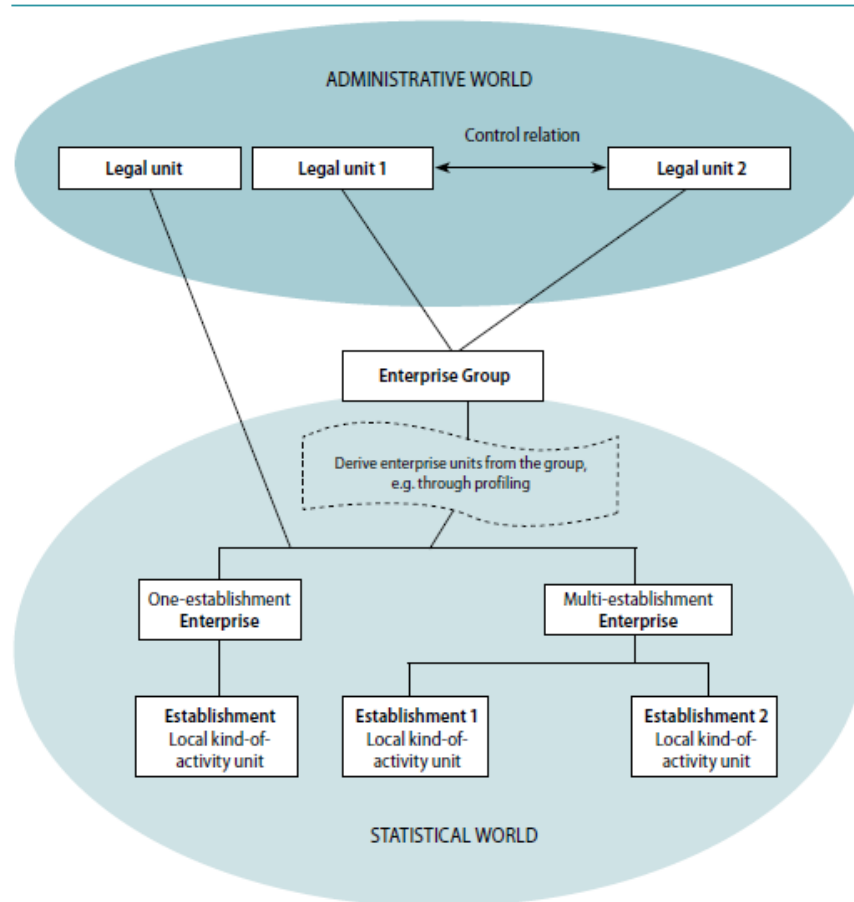 ADMINISTRATIVE WORLD
Control relation
Legal unit
Legal unit 1
Legal unit 2
Enterprise Group
Derive enterprise units from the group,
e.g. through profiling
One-establishment
Enterprise
Multi-establishment
Enterprise
Establishment
Local kind-of-
activity unit
Establishment 1
Local kind-of-
activity unit
Establishment 2
Local kind-of-
activity unit
STATISTICAL WORLD